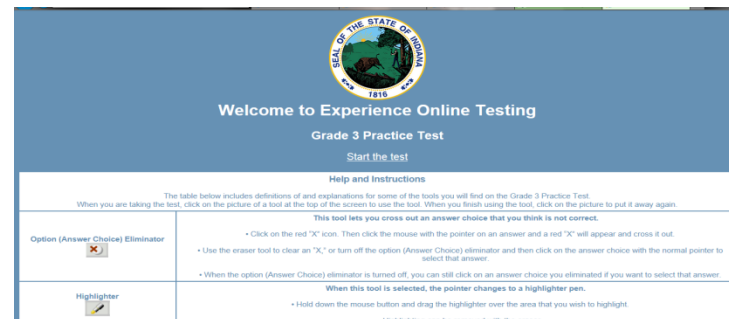 SEAL OF THE STATE OF INDIANA
1816
Welcome to Experience Online Testing
Grade 3 Practice Test
Start the test
Help and Instructions
The table below includes definitions of and explanations for some of the tools you will find on the Grade 3 Practice Test.
When you are taking the test, click on the picture of a tool at the top of the screen to use the tool. When you finish using the tool, click on the picture to put it away again.
Option (Answer Choice) Eliminator
This tool lets you cross out an answer choice that you think is not correct.
• Click on the red "X" icon. Then click the mouse with the pointer on an answer and a red "X" will appear and cross it out.
• Use the eraser tool to clear an "X," or turn off the option (Answer Choice) eliminator and then click on the answer choice with the normal pointer to
select that answer.
• When the option (Answer Choice) eliminator is turned off, you can still click on an answer choice you eliminated if you want to select that answer.
Highlighter
When this tool is selected, the pointer changes to a highlighter pen.
• Hold down the mouse button and drag the highlighter over the area that you wish to highlight.